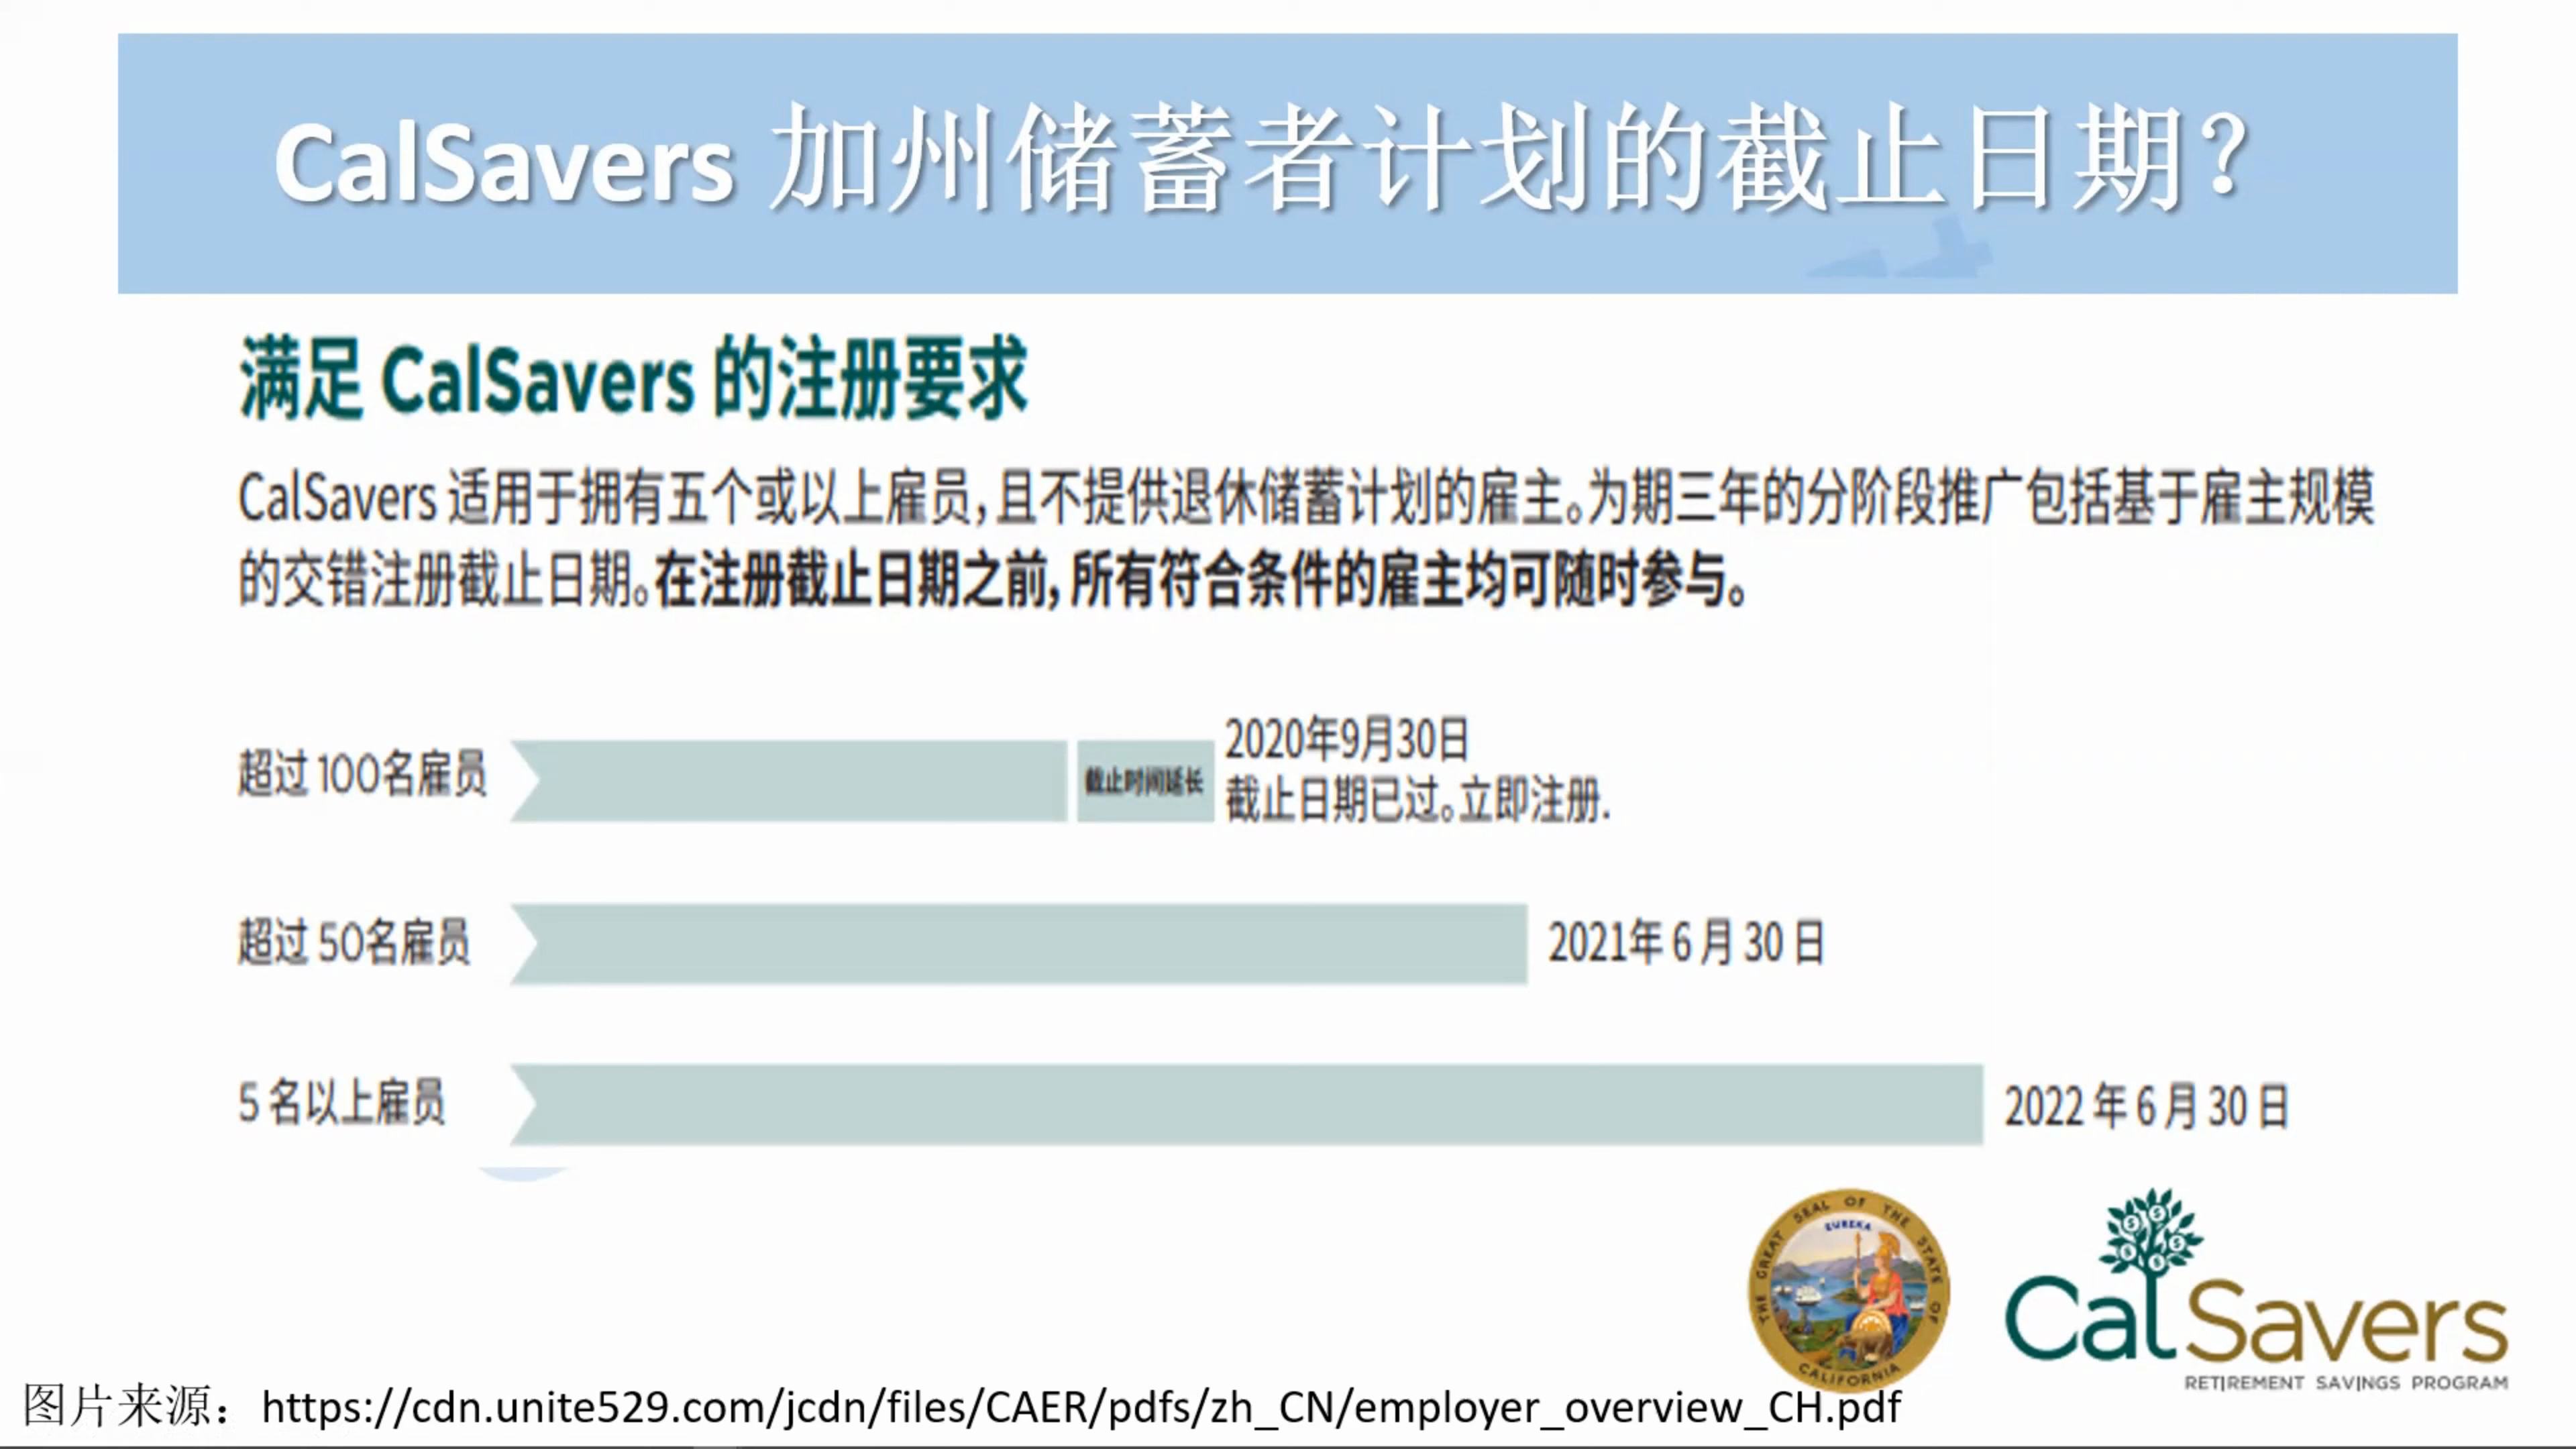 CalSavers 加州储蓄者计划的截止日期?
满足 CalSavers 的注册要求
CalSavers 适用于拥有五个或以上雇员,且不提供退休储蓄计划的雇主。为期三年的分阶段推广包括基于雇主规模
的交错注册截止日期。在注册截止日期之前,所有符合条件的雇主均可随时参与。
超过 100名雇员
截止时间延长
2020年9月30日
截止日期已过。立即注册.
超过 50名雇员
2021年 6 月 30 日
5 名以上雇员
2022 年 6 月 30 日
THE GREAT SEAL OF THE STATE OF CALIFORNIA
EUREKA
CalSavers
RETIREMENT SAVINGS PROGRAM
图片来源：https://cdn.unite529.com/jcdn/files/CAER/pdfs/zh_CN/employer_overview_CH.pdf